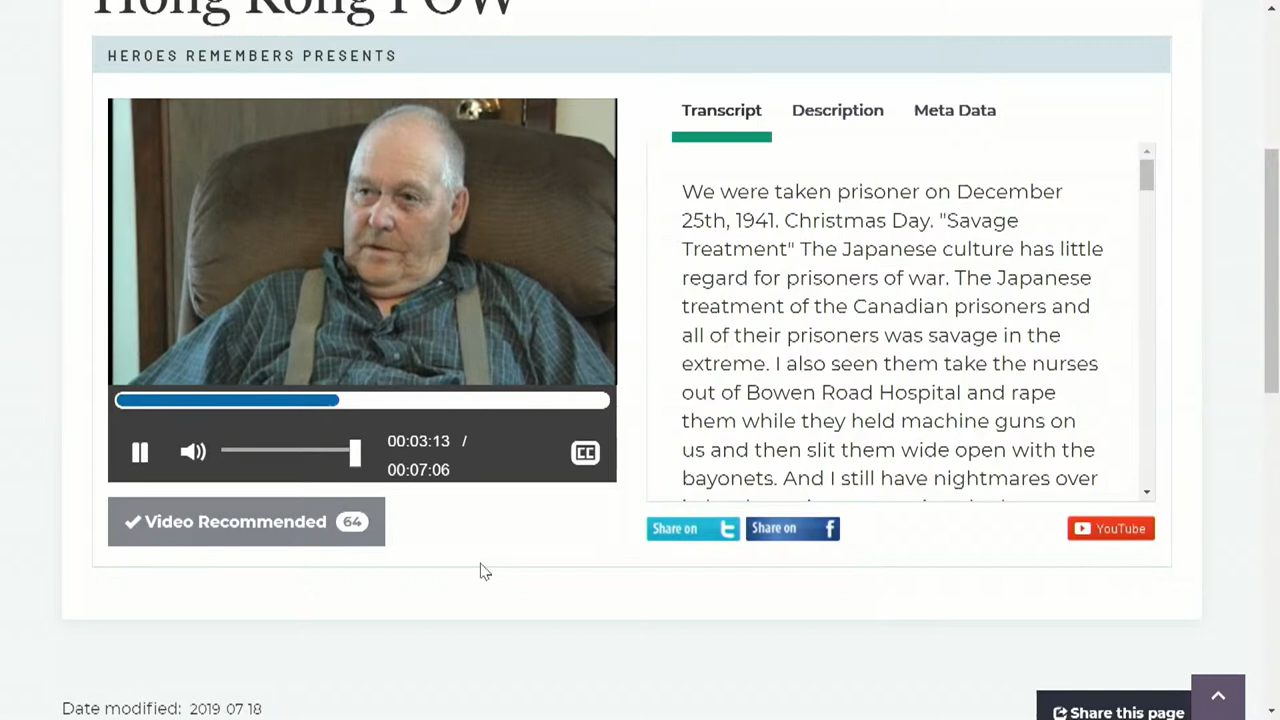 Hong Kong POW
HEROES REMEMBERS PRESENTS
Transcript Description Meta Data
We were taken prisoner on December
25th, 1941. Christmas Day. "Savage
Treatment" The Japanese culture has little
regard for prisoners of war. The Japanese
treatment of the Canadian prisoners and
all of their prisoners was savage in the
extreme. I also seen them take the nurses
out of Bowen Road Hospital and rape
them while they held machine guns on
us and then slit them wide open with the
bayonets. And I still have nightmares over
00:03:13 /
00:07:06
CC
Video Recommended 64
Share on
Share on f
YouTube
Date modified: 2019 07 18
Share this page